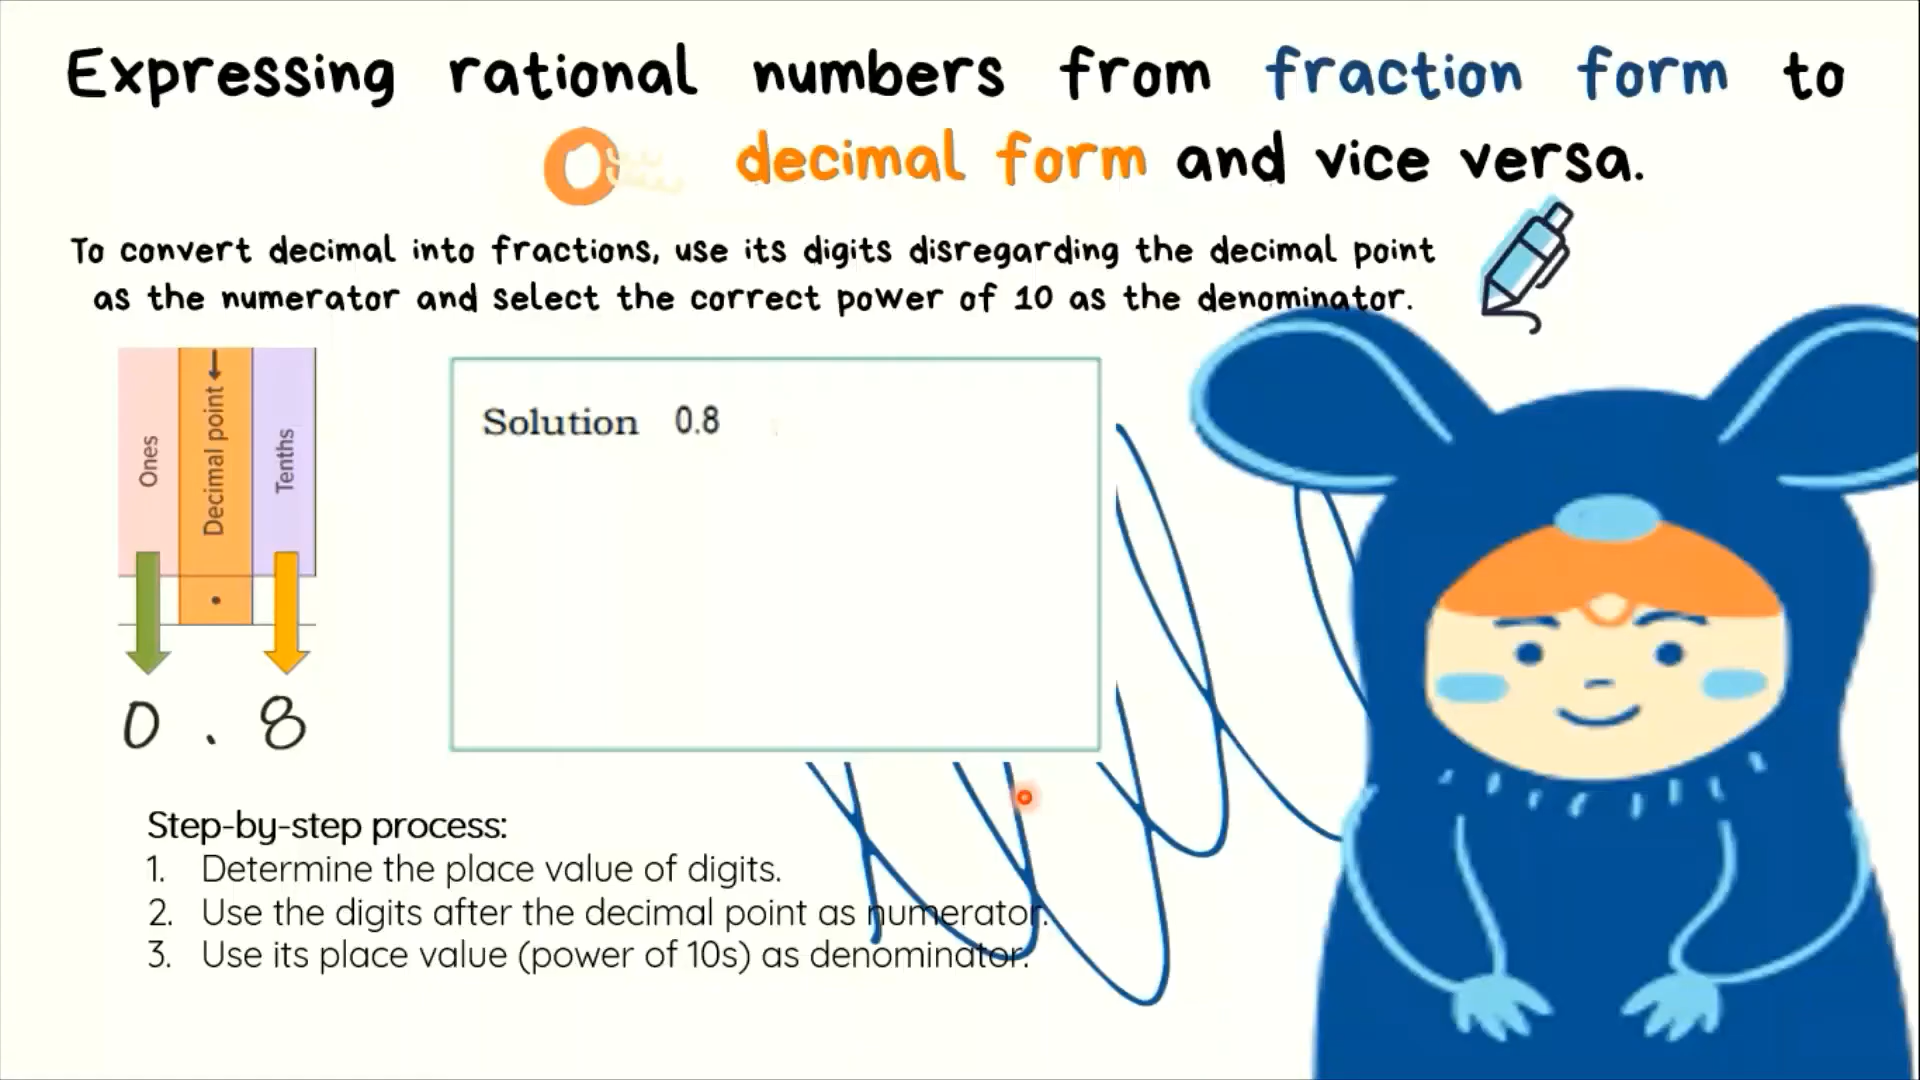 Expressing rational numbers from fraction form to
decimal form and vice versa.
To convert decimal into fractions, use its digits disregarding the decimal point
as the numerator and select the correct power of 10 as the denominator.
Ones
Decimal point
Tenths
.
0 . 8
Solution 0.8
Step-by-step process:
1. Determine the place value of digits.
2. Use the digits after the decimal point as numerator.
3. Use its place value (power of 10s) as denominator.